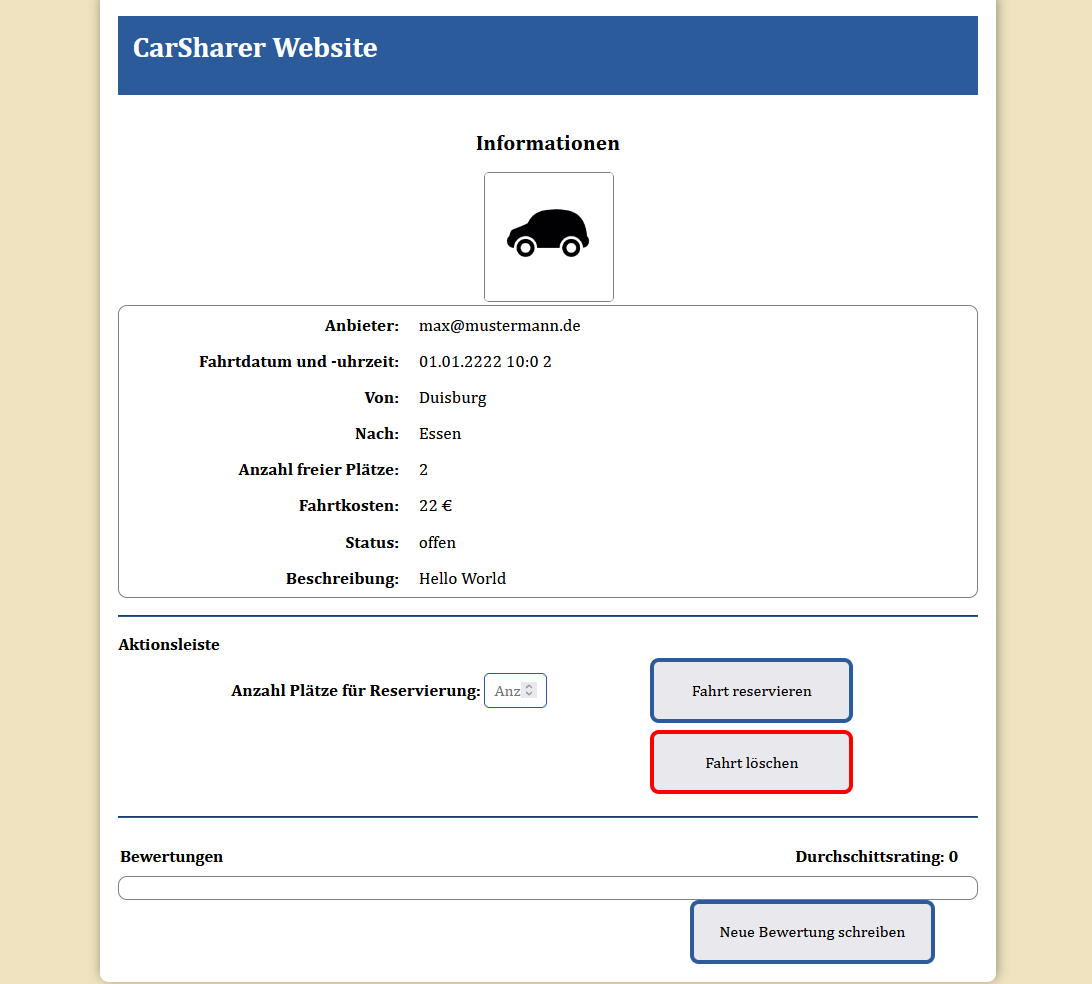 CarSharer Website
Informationen
Anbieter: max@mustermann.de
Fahrtdatum und -uhrzeit: 01.01.2222 10:0 2
Von: Duisburg
Nach: Essen
Anzahl freier Plätze: 2
Fahrtkosten: 22 €
Status: offen
Beschreibung: Hello World
Aktionsleiste
Anzahl Plätze für Reservierung: Anz Fahrt reservieren
Fahrt löschen
Bewertungen Durchschittsrating: 0
Neue Bewertung schreiben